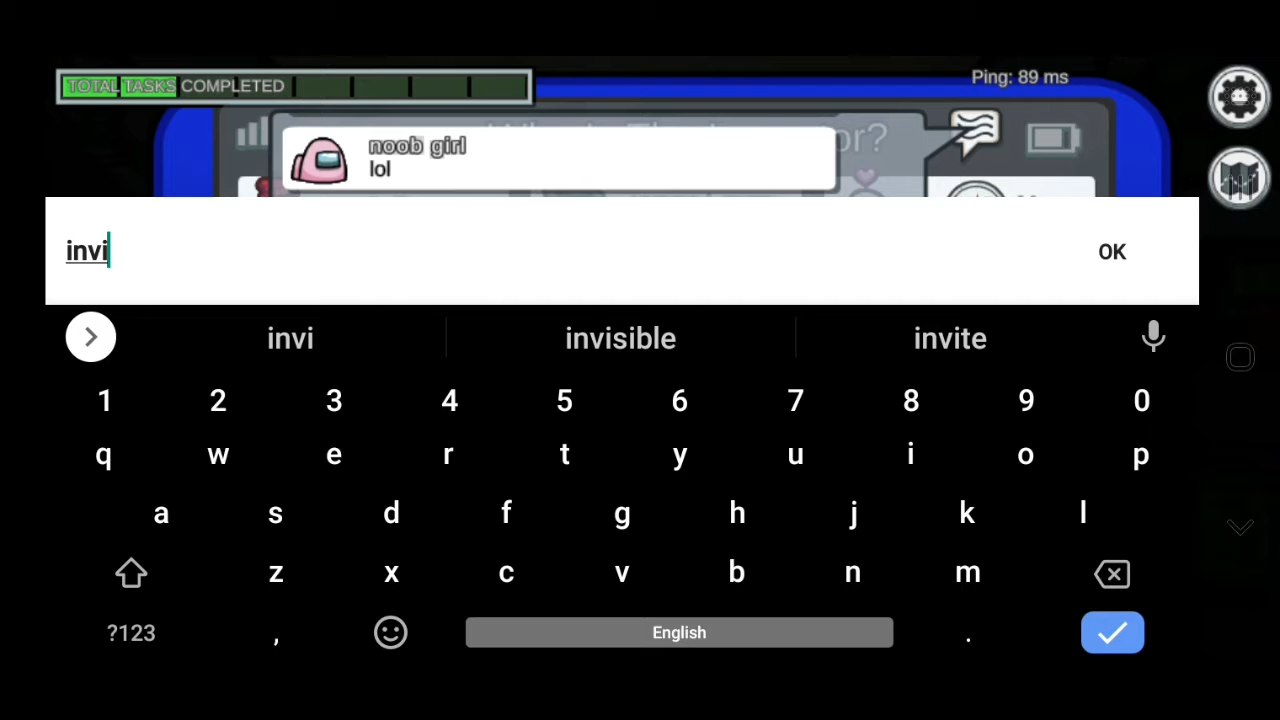 TOTAL TASKS COMPLETED
Ping: 89 ms
noob girl
lol
invi
OK
invi invisible invite
1 2 3 4 5 6 7 8 9 0
q w e r t y u i o p
a s d f g h j k l
z x c v b n m
?123 , English .